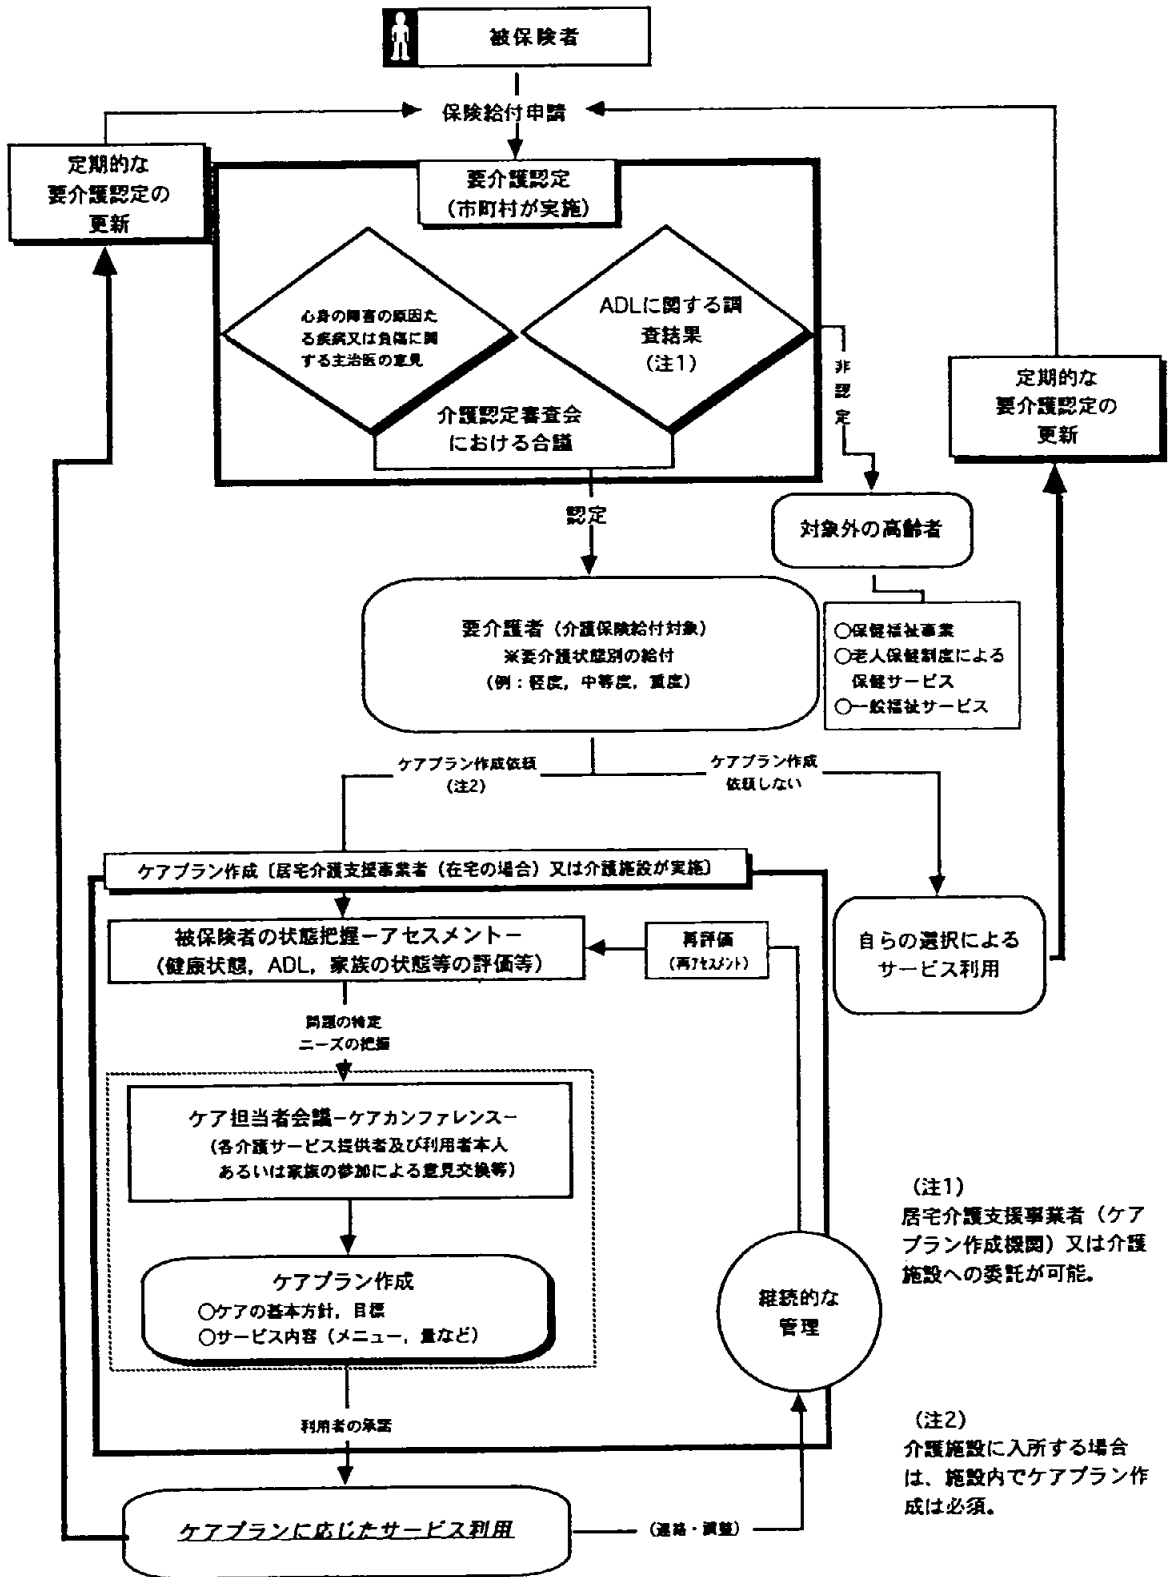 被保険者
保険給付申請
定期的な
要介護認定の
更新
要介護認定
(市町村が実施)
心身の障害の原因た
る疾病又は負傷に関
する主治医の意見
ADLに関する調
査結果
(注1)
介護認定審査会
における合議
非
認
定
定期的な
要介護認定の
更新
認定
対象外の高齢者
要介護者(介護保険給付対象)
※要介護状態別の給付
(例：軽度，中等度，重度)
○保健福祉事業
○老人保健制度による
保健サービス
○一般福祉サービス
ケアプラン作成依頼
(注2)
ケアプラン作成
依頼しない
ケアプラン作成〔居宅介護支援事業者（在宅の場合）又は介護施設が実施〕
被保険者の状態把握−アセスメント−
(健康状態，ADL，家族の状態等の評価等)
再評価
(再ｱｾｽﾒﾝﾄ)
自らの選択による
サービス利用
問題の特定
ニーズの把握
ケア担当者会議−ケアカンファレンス−
(各介護サービス提供者及び利用者本人
あるいは家族の参加による意見交換等)
ケアプラン作成
○ケアの基本方針，目標
○サービス内容（メニュー，量など）
継続的な
管理
利用者の承諾
ケアプランに応じたサービス利用
(連絡・調整)
(注1)
居宅介護支援事業者（ケア
プラン作成機関）又は介護
施設への委託が可能。
(注2)
介護施設に入所する場合
は、施設内でケアプラン作
成は必須。